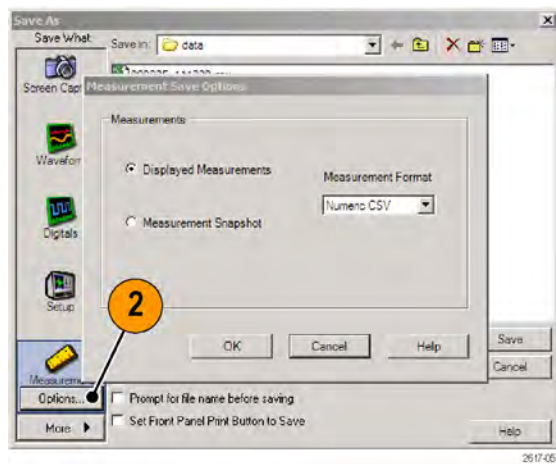 Save As
Save What:
Save in: data
Screen Capt
Measurement Save Options
Measurements
Waveforr
Displayed Measurements
Measurement Format
Numeric CSV
Digitals
Measurement Snapshot
Setup
2
OK
Cancel
Help
Save
Cancel
Measureme
Options...
Prompt for file name before saving
Set Front Panel Print Button to Save
More
Help
2617-05